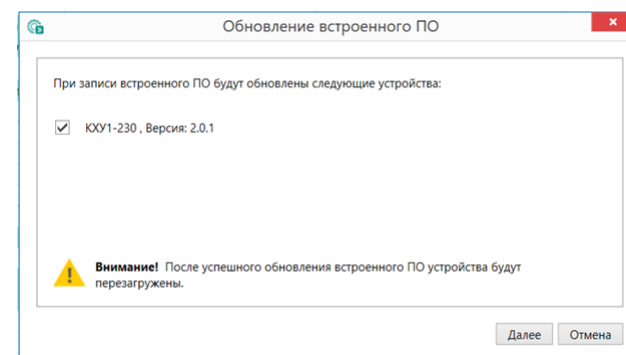 Обновление встроенного ПО
При записи встроенного ПО будут обновлены следующие устройства:
КХУ1-230 , Версия: 2.0.1
Внимание! После успешного обновления встроенного ПО устройства будут
перезагружены.
Далее Отмена